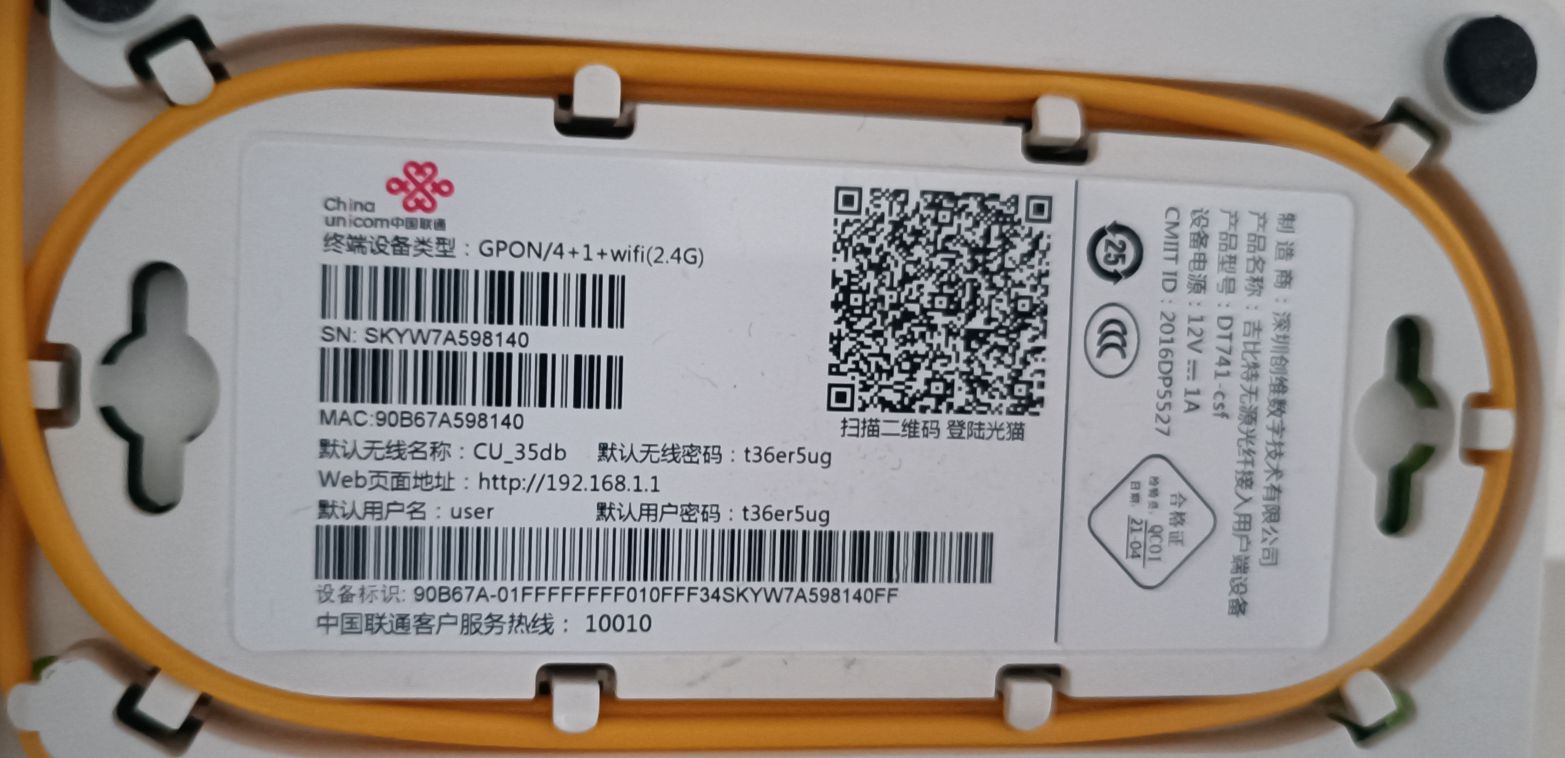 China
unicom中国联通
终端设备类型：GPON/4+1+wifi(2.4G)
SN: SKYW7A598140
MAC:90B67A598140
默认无线名称：CU_35db 默认无线密码：t36er5ug
Web页面地址：http://192.168.1.1
默认用户名：user 默认用户密码：t36er5ug
设备标识: 90B67A-01FFFFFFFF010FFF34SKYW7A598140FF
中国联通客户服务热线： 10010
扫描二维码 登陆光猫
制 造 商：深圳创维数字技术有限公司
产品名称：吉比特无源光纤接入用户端设备
产品型号：DT741-csf
设备电源：12V⎓1A
CMIIT ID：2016DP5527
25
CCC
合格证
检验员: QC01
日期: 21-04